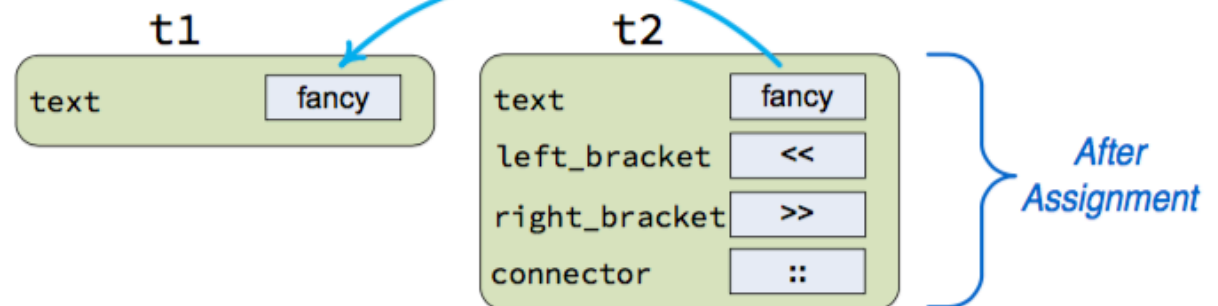 t1
text fancy
t2
text fancy
left_bracket <<
right_bracket >>
connector ::
After
Assignment